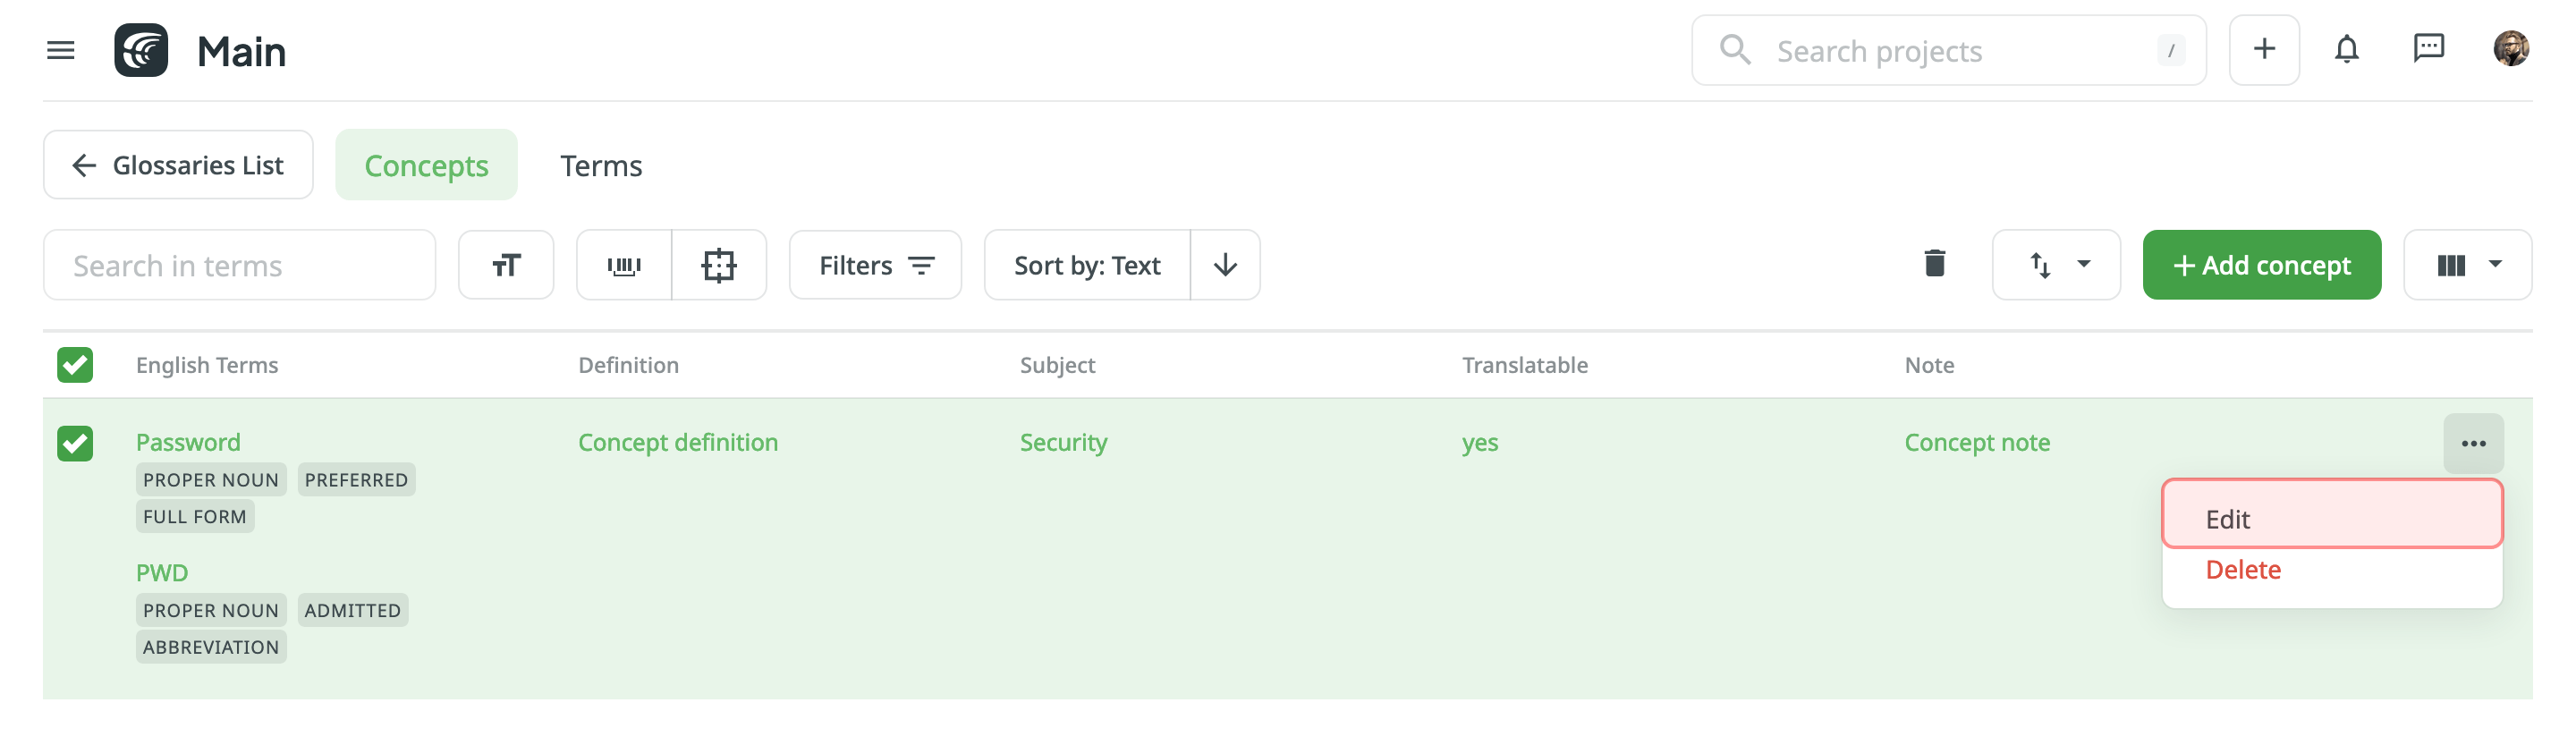 Main
Search projects /
Glossaries List Concepts Terms
Search in terms Filters Sort by: Text + Add concept
English Terms Definition Subject Translatable Note
Password Concept definition Security yes Concept note
PROPER NOUN PREFERRED
FULL FORM
Edit
PWD
Delete
PROPER NOUN ADMITTED
ABBREVIATION